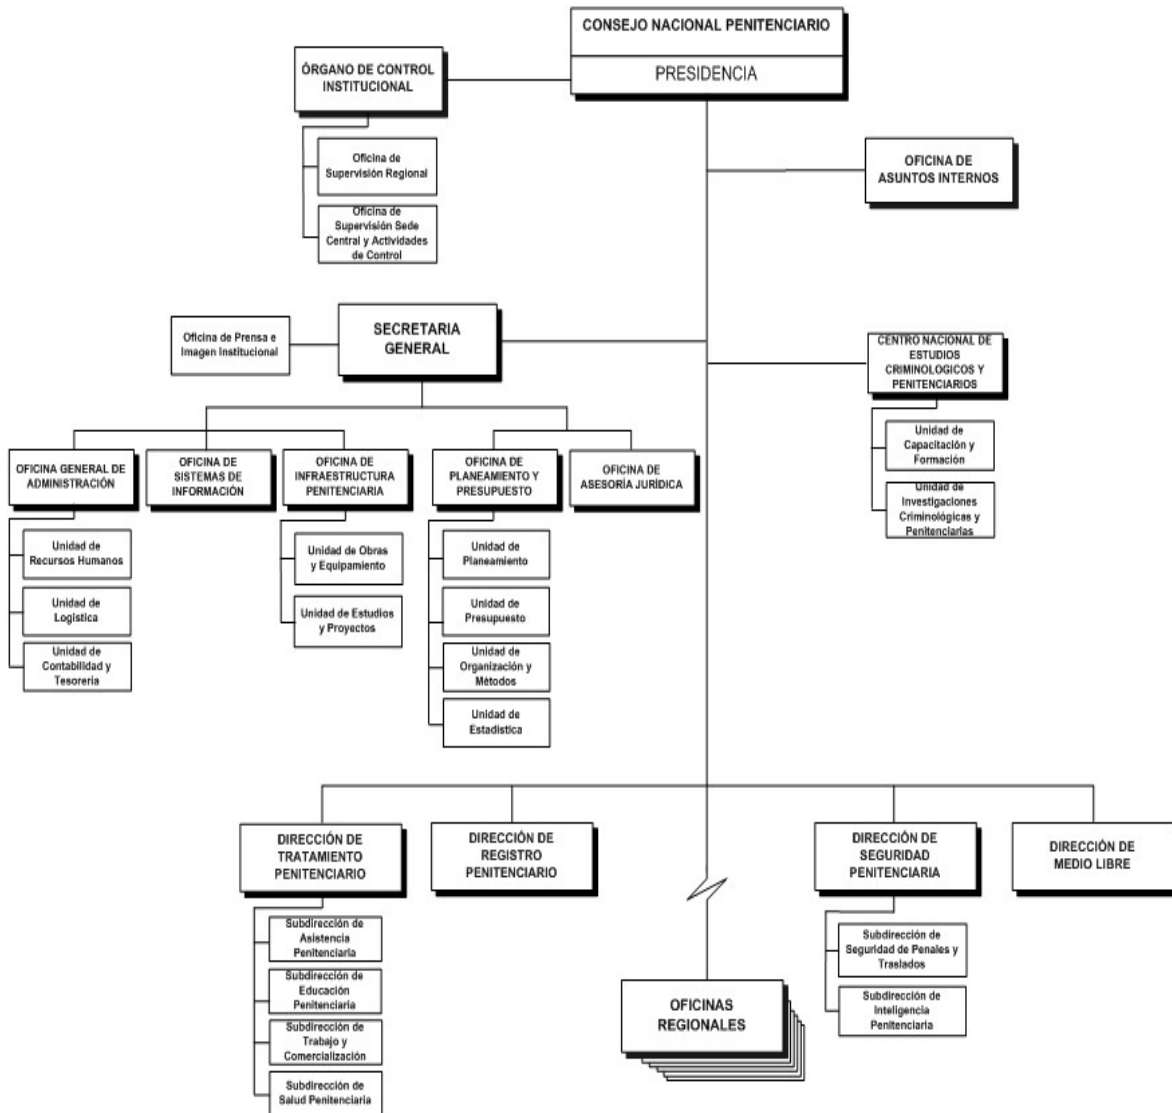 CONSEJO NACIONAL PENITENCIARIO
PRESIDENCIA
ÓRGANO DE CONTROL
INSTITUCIONAL
Oficina de
Supervisión Regional
Oficina de
Supervisión Sede
Central y Actividades
de Control
OFICINA DE
ASUNTOS INTERNOS
Oficina de Prensa e
Imagen Institucional
SECRETARIA
GENERAL
CENTRO NACIONAL DE
ESTUDIOS
CRIMINOLOGICOS Y
PENITENCIARIOS
Unidad de
Capacitación y
Formación
Unidad de
Investigaciones
Criminológicas y
Penitenciarias
OFICINA GENERAL DE
ADMINISTRACIÓN
Unidad de
Recursos Humanos
Unidad de
Logística
Unidad de
Contabilidad y
Tesoreria
OFICINA DE
SISTEMAS DE
INFORMACIÓN
OFICINA DE
INFRAESTRUCTURA
PENITENCIARIA
Unidad de Obras
y Equipamiento
Unidad de Estudios
y Proyectos
OFICINA DE
PLANEAMIENTO Y
PRESUPUESTO
Unidad de
Planeamiento
Unidad de
Presupuesto
Unidad de
Organización y
Métodos
Unidad de
Estadística
OFICINA DE
ASESORÍA JURÍDICA
DIRECCIÓN DE
TRATAMIENTO
PENITENCIARIO
Subdirección de
Asistencia
Penitenciaria
Subdirección de
Educación
Penitenciaria
Subdirección de
Trabajo y
Comercialización
Subdirección de
Salud Penitenciaria
DIRECCIÓN DE
REGISTRO
PENITENCIARIO
OFICINAS
REGIONALES
DIRECCIÓN DE
SEGURIDAD
PENITENCIARIA
Subdirección de
Seguridad de Penales y
Traslados
Subdirección de
Inteligencia
Penitenciaria
DIRECCIÓN DE
MEDIO LIBRE